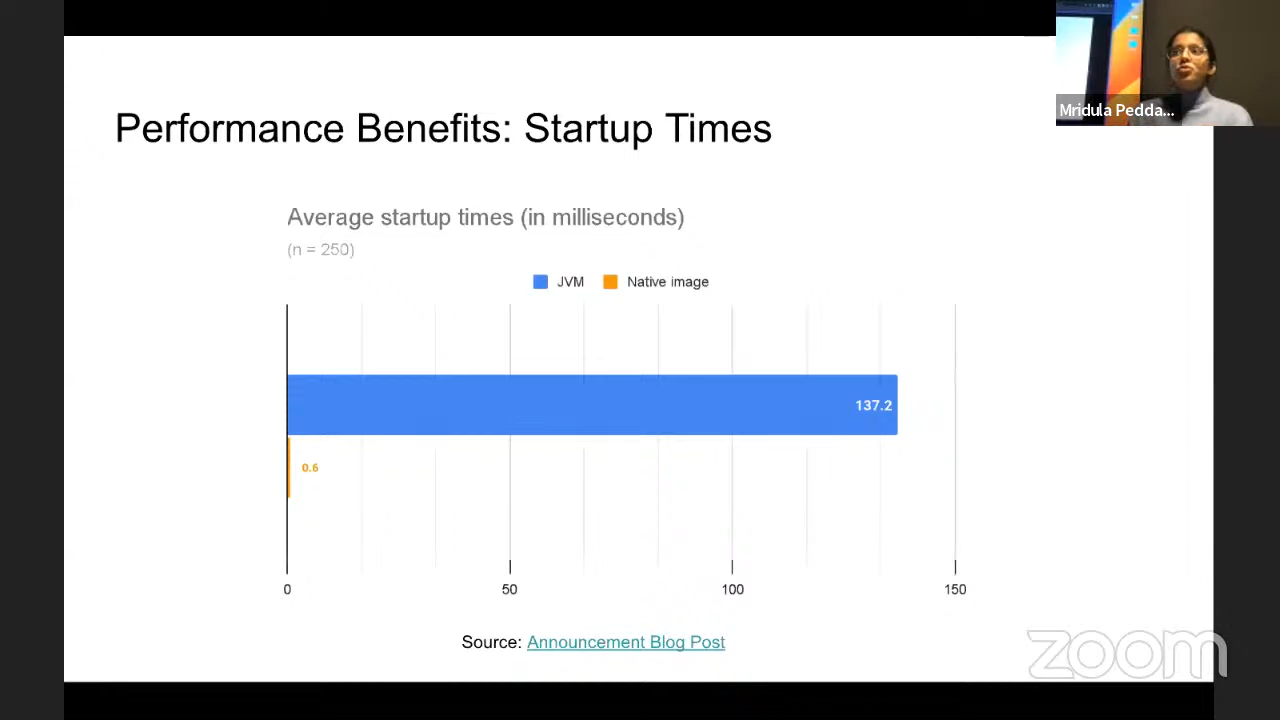 Mridula Pedda...
Performance Benefits: Startup Times
Average startup times (in milliseconds)
(n = 250)
JVM Native image
137.2
0.6
0 50 100 150
Source: Announcement Blog Post
zoom